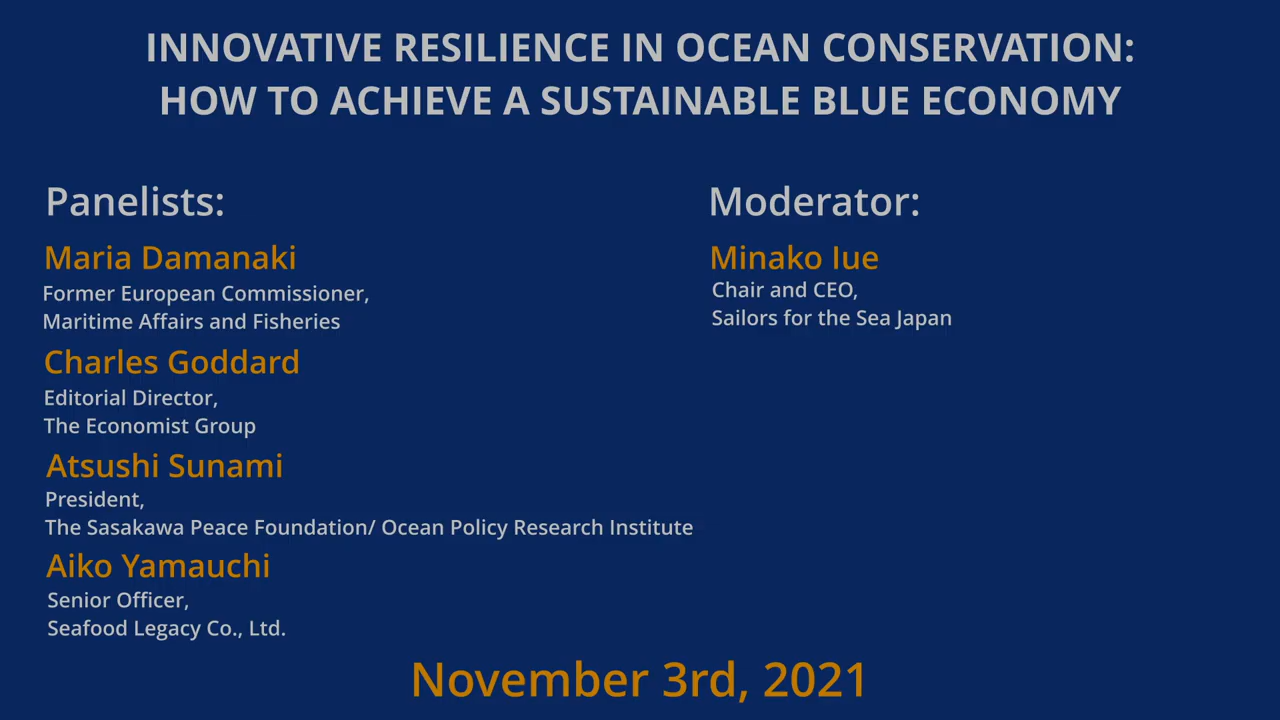 INNOVATIVE RESILIENCE IN OCEAN CONSERVATION:
HOW TO ACHIEVE A SUSTAINABLE BLUE ECONOMY
Panelists:
Maria Damanaki
Former European Commissioner,
Maritime Affairs and Fisheries
Charles Goddard
Editorial Director,
The Economist Group
Atsushi Sunami
President,
The Sasakawa Peace Foundation/ Ocean Policy Research Institute
Aiko Yamauchi
Senior Officer,
Seafood Legacy Co., Ltd.
Moderator:
Minako Iue
Chair and CEO,
Sailors for the Sea Japan
November 3rd, 2021